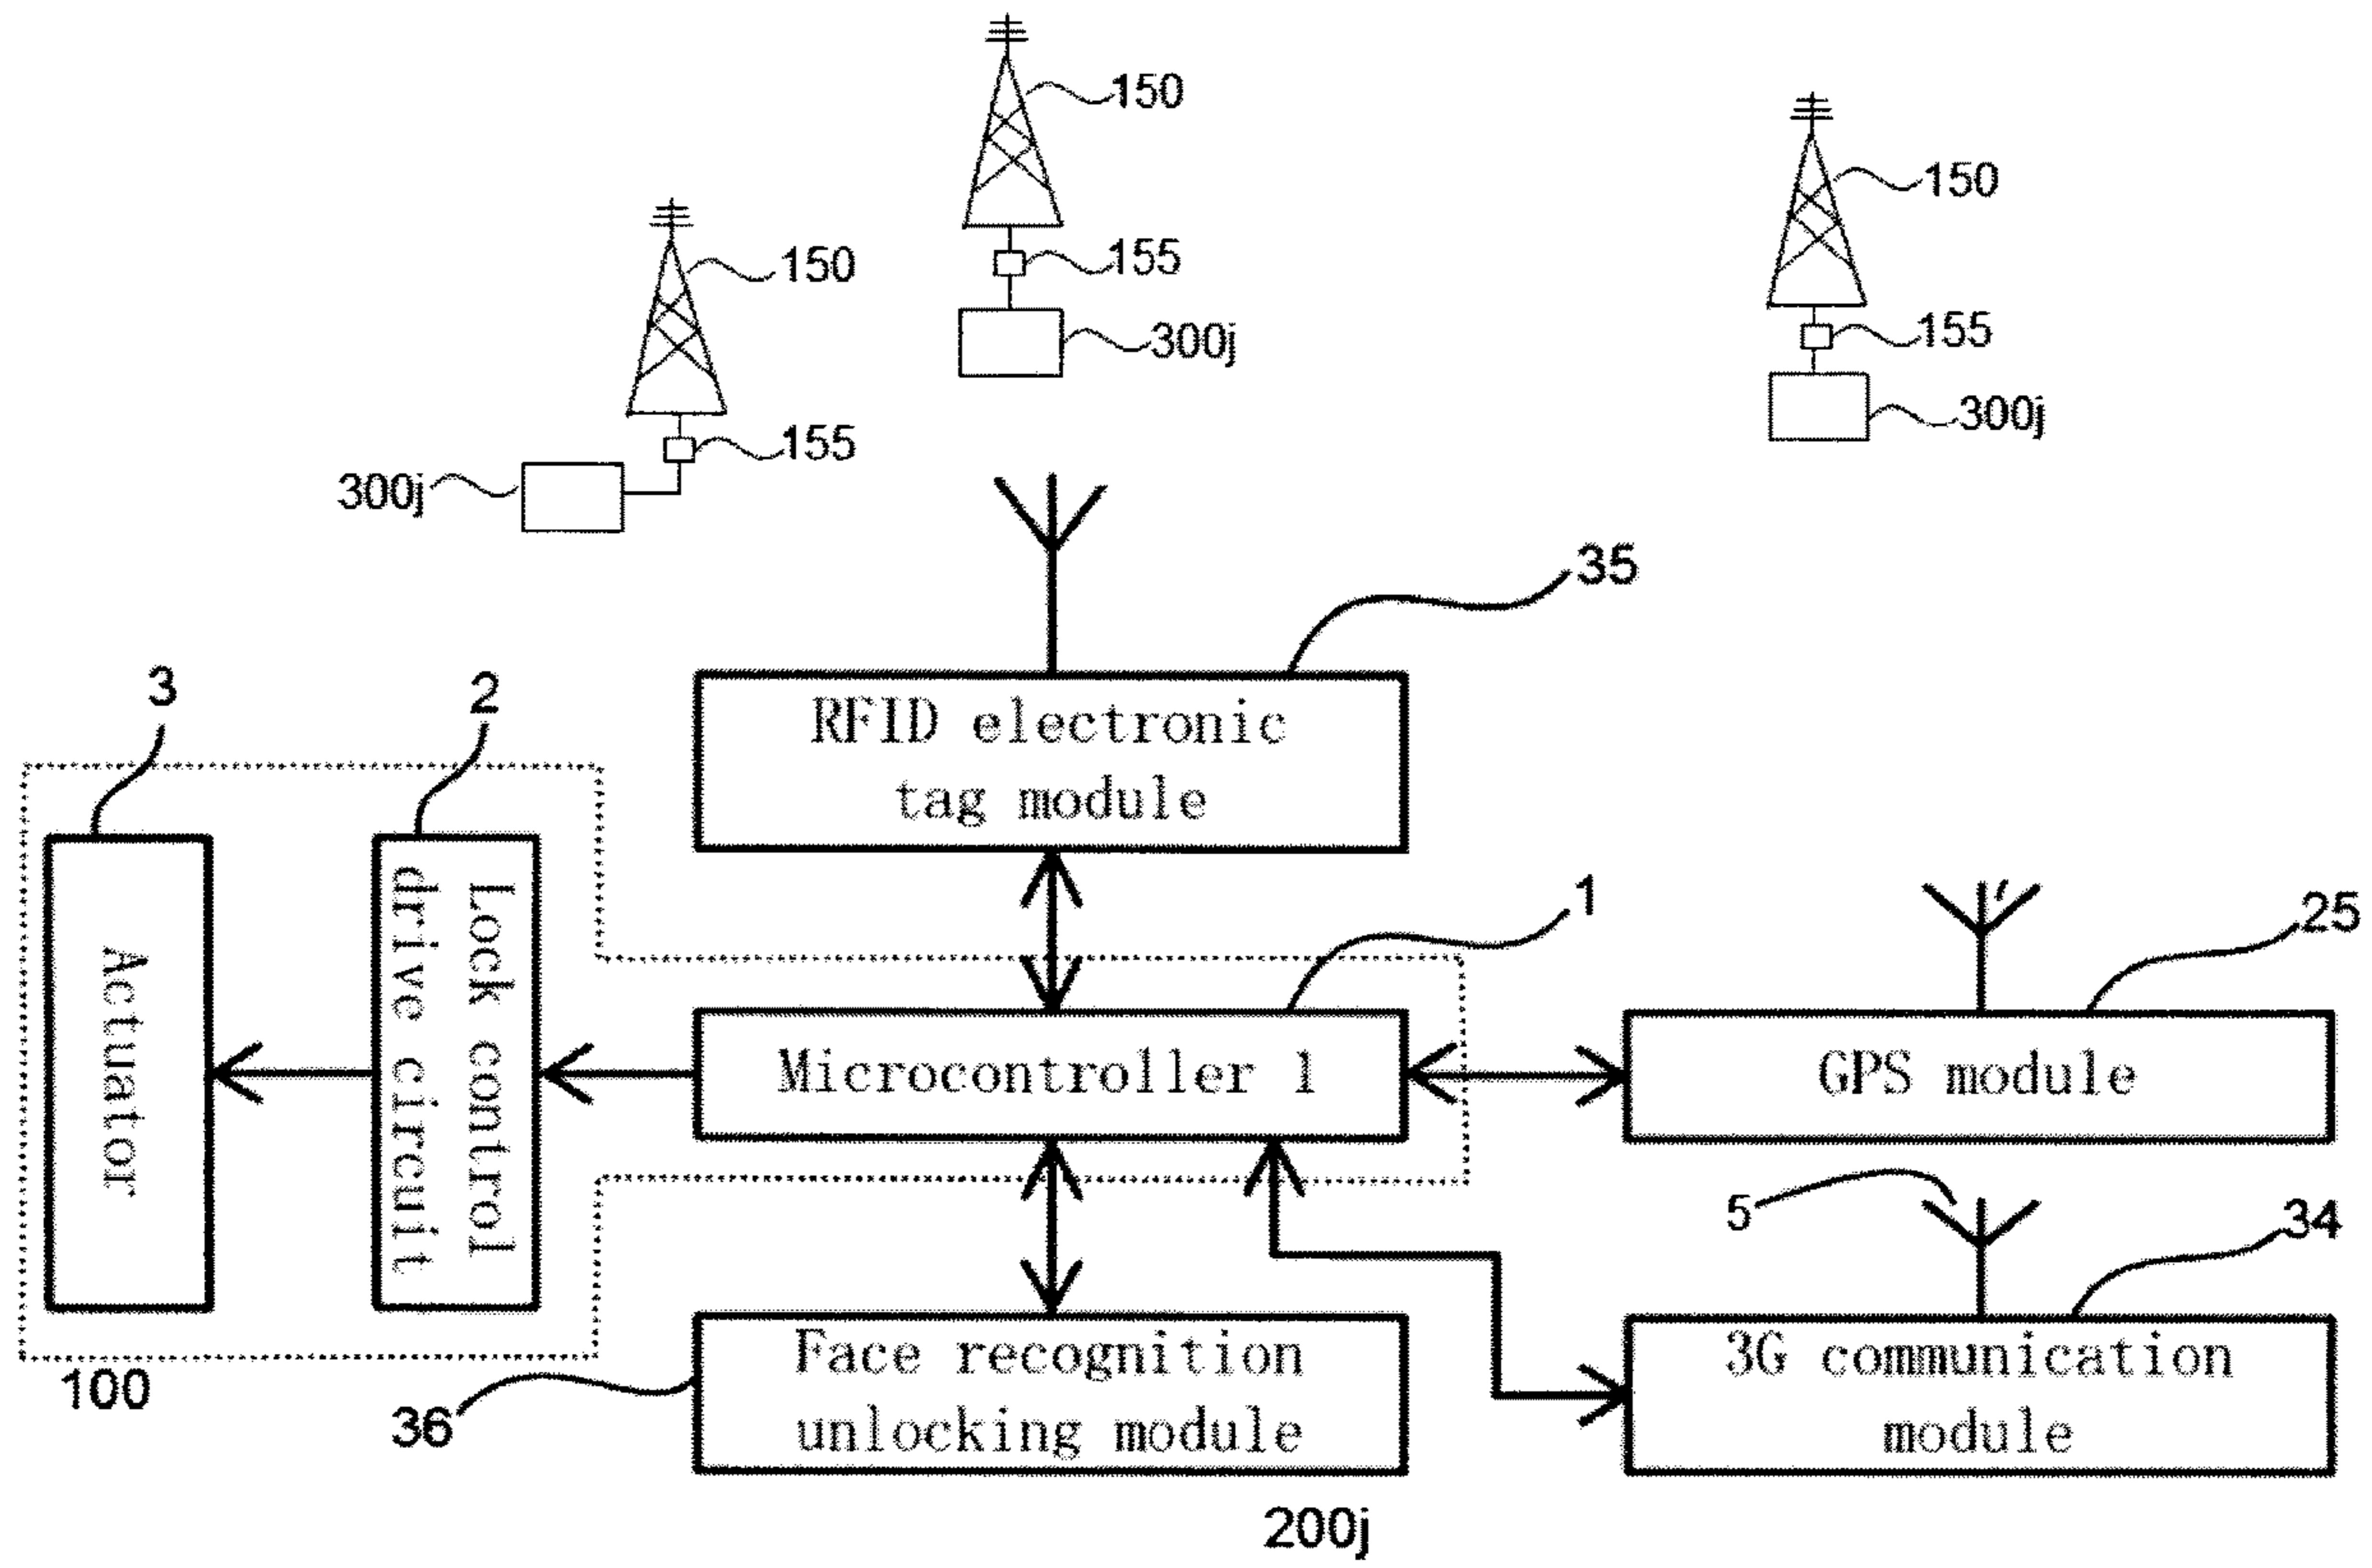 150
150
150
155
155
155
300j
300j
300j
35
RFID electronic
tag module
3
2
1
25
Actuator
Lock control
drive circuit
Microcontroller 1
GPS module
5
34
100
36
Face recognition
unlocking module
3G communication
module
200j